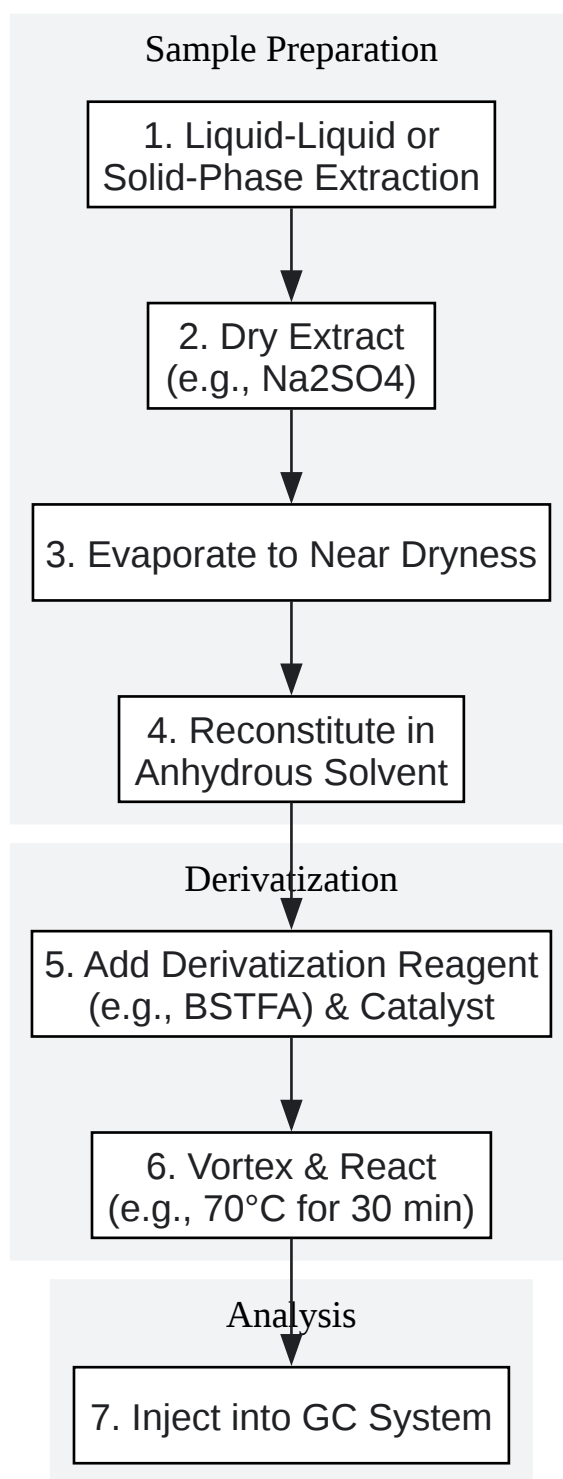 Sample Preparation
1. Liquid-Liquid or
Solid-Phase Extraction
2. Dry Extract
(e.g., Na2SO4)
3. Evaporate to Near Dryness
4. Reconstitute in
Anhydrous Solvent
Derivatization
5. Add Derivatization Reagent
(e.g., BSTFA) & Catalyst
6. Vortex & React
(e.g., 70°C for 30 min)
Analysis
7. Inject into GC System